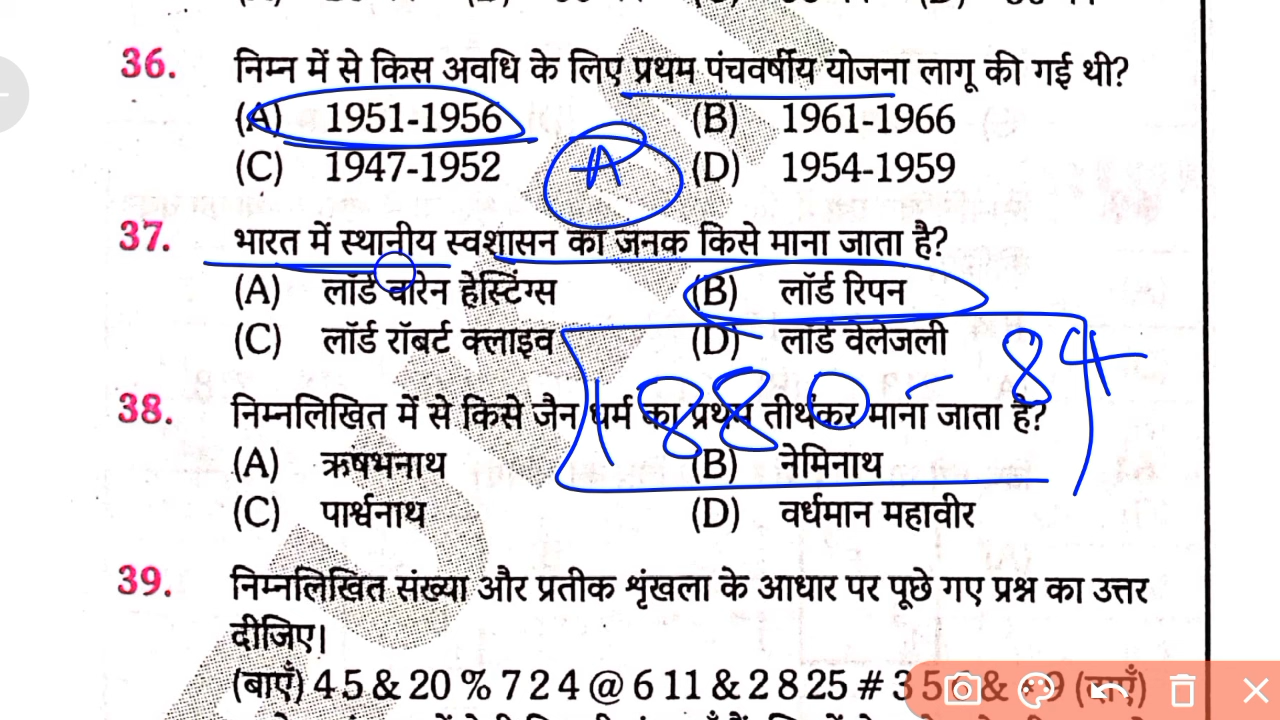 36. निम्न में से किस अवधि के लिए प्रथम पंचवर्षीय योजना लागू की गई थी?
(A) 1951-1956 (B) 1961-1966
A
(C) 1947-1952 (D) 1954-1959
37. भारत में स्थानीय स्वशासन का जनक किसे माना जाता है?
(A) लॉर्ड वारेन हेस्टिंग्स (B) लॉर्ड रिपन
(C) लॉर्ड रॉबर्ट क्लाइव (D) लॉर्ड वेलेजली
1880-84
38. निम्नलिखित में से किसे जैन धर्म का प्रथम तीर्थंकर माना जाता है?
(A) ऋषभनाथ (B) नेमिनाथ
(C) पार्श्वनाथ (D) वर्धमान महावीर
39. निम्नलिखित संख्या और प्रतीक शृंखला के आधार पर पूछे गए प्रश्न का उत्तर
दीजिए।
(बाएँ) 4 5 & 20 % 7 2 4 @ 6 11 & 2 8 25 # 3 5 & 9 (दाएँ)